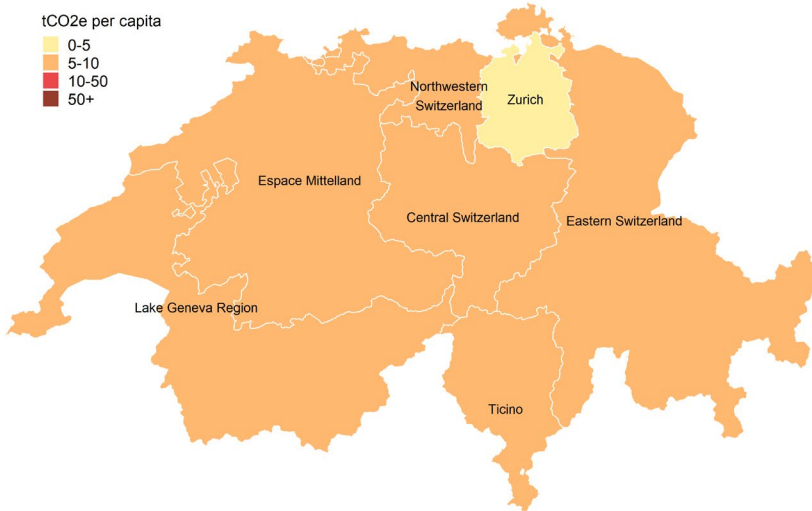 tCO2e per capita
0-5
5-10
10-50
50+
Northwestern
Switzerland
Zurich
Espace Mittelland
Central Switzerland
Eastern Switzerland
Lake Geneva Region
Ticino